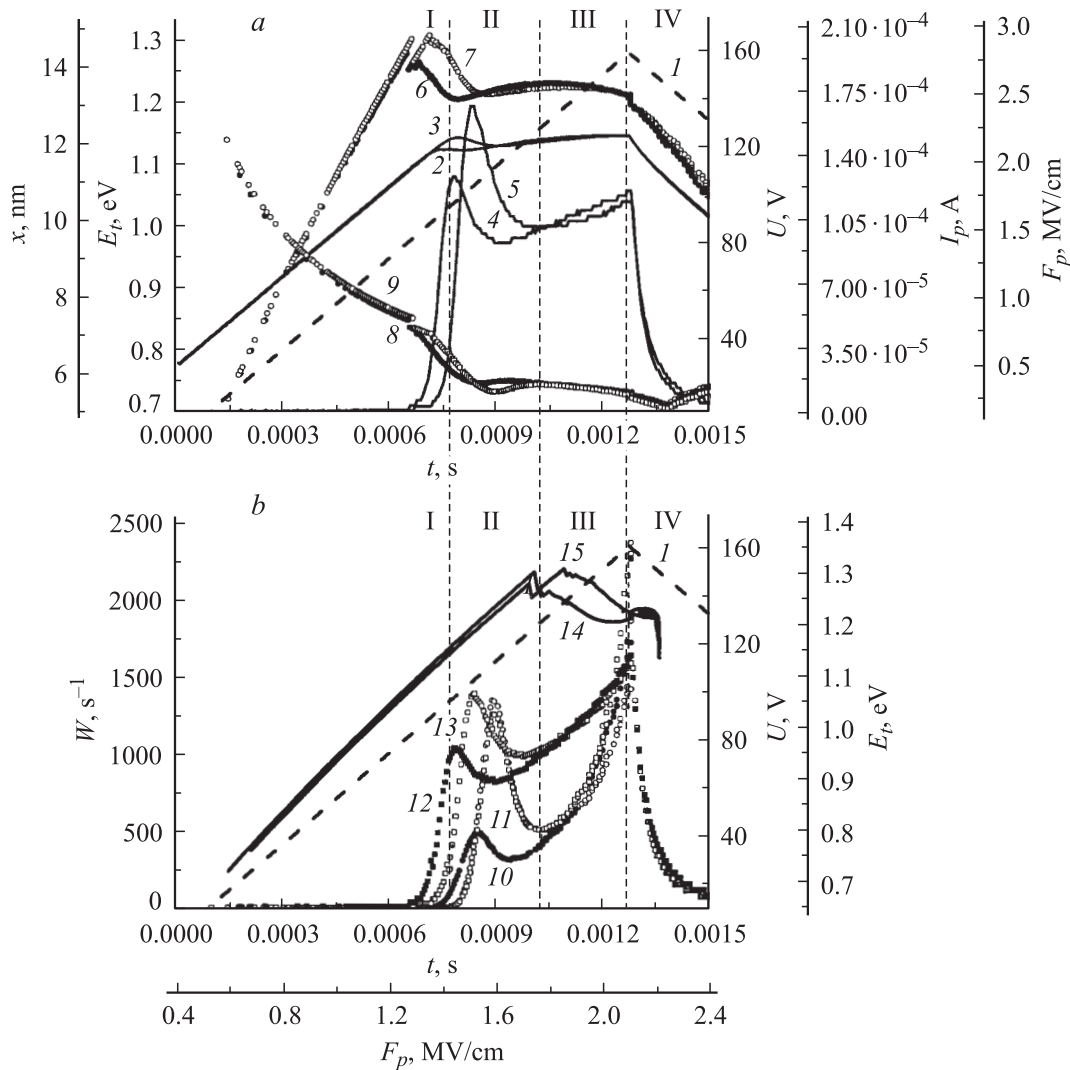 a
I II III IV
x, nm
14
12
10
8
6
E_t, eV
1.3
1.2
1.1
1.0
0.9
0.8
0.7
U, V
160
120
80
40
0
I_p, A
2.10 · 10⁻⁴
1.75 · 10⁻⁴
1.40 · 10⁻⁴
1.05 · 10⁻⁴
7.00 · 10⁻⁵
3.50 · 10⁻⁵
0.00
F_p, MV/cm
3.0
2.5
2.0
1.5
1.0
0.5
7
1
6
3
2
5
4
9
8
0.0000 0.0003 0.0006 0.0009 0.0012 0.0015
t, s
b
I II III IV
W, s⁻¹
2500
2000
1500
1000
500
0
U, V
160
120
80
40
E_t, eV
1.4
1.3
1.2
1.1
1.0
0.9
0.8
0.7
15
1
14
13
12
11
10
0.0000 0.0003 0.0006 0.0009 0.0012 0.0015
t, s
0.4 0.8 1.2 1.6 2.0 2.4
F_p, MV/cm